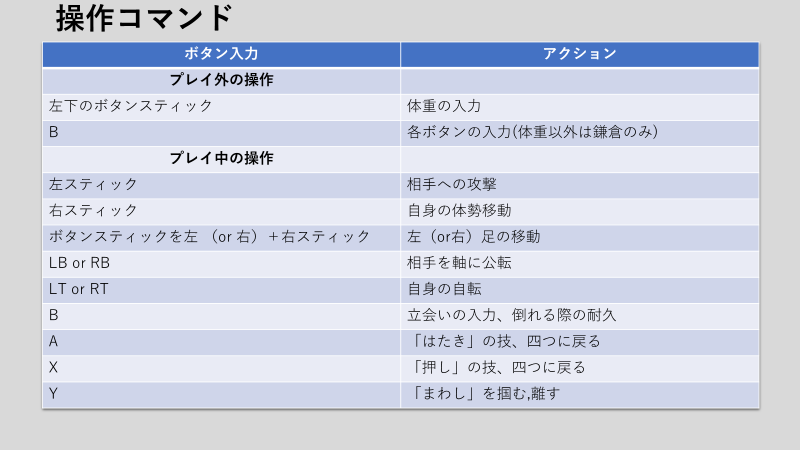 操作コマンド
ボタン入力 アクション
プレイ外の操作
左下のボタンスティック 体重の入力
B 各ボタンの入力(体重以外は鎌倉のみ)
プレイ中の操作
左スティック 相手への攻撃
右スティック 自身の体勢移動
ボタンスティックを左 （or 右）＋右スティック 左（or右）足の移動
LB or RB 相手を軸に公転
LT or RT 自身の自転
B 立会いの入力、倒れる際の耐久
A 「はたき」の技、四つに戻る
X 「押し」の技、四つに戻る
Y 「まわし」を掴む,離す